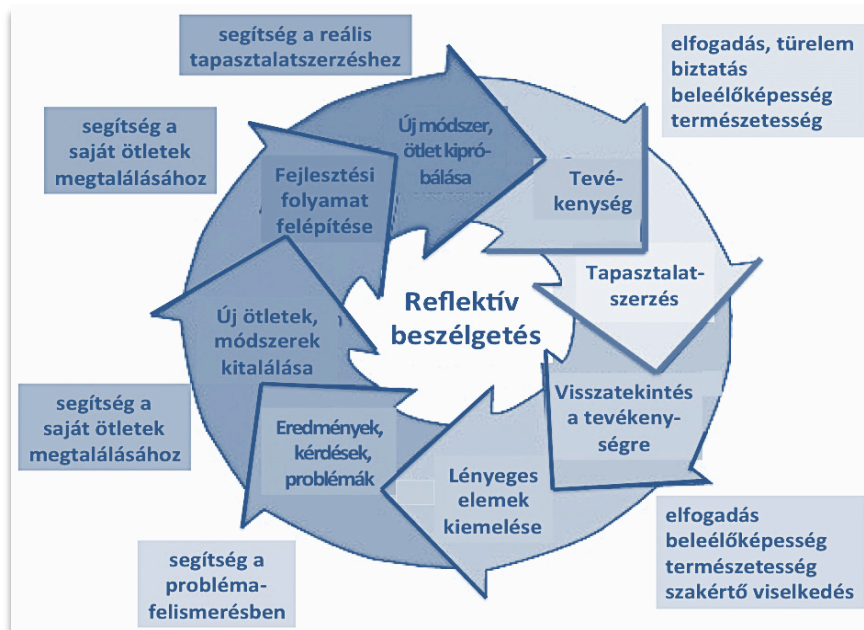 segítség a reális
tapasztalatszerzéshez
elfogadás, türelem
biztatás
beleélőképesség
természetesség
segítség a
saját ötletek
megtalálásához
Új módszer,
ötlet kipró-
bálása
Tevé-
kenység
Fejlesztési
folyamat
felépítése
Tapasztalat-
szerzés
Reflektív
beszélgetés
Új ötletek,
módszerek
kitalálása
Visszatekintés
a tevékeny-
ségre
segítség a
saját ötletek
megtalálásához
Eredmények,
kérdések,
problémák
Lényeges
elemek
kiemelése
elfogadás
beleélőképesség
természetesség
szakértő viselkedés
segítség a
probléma-
felismerésben